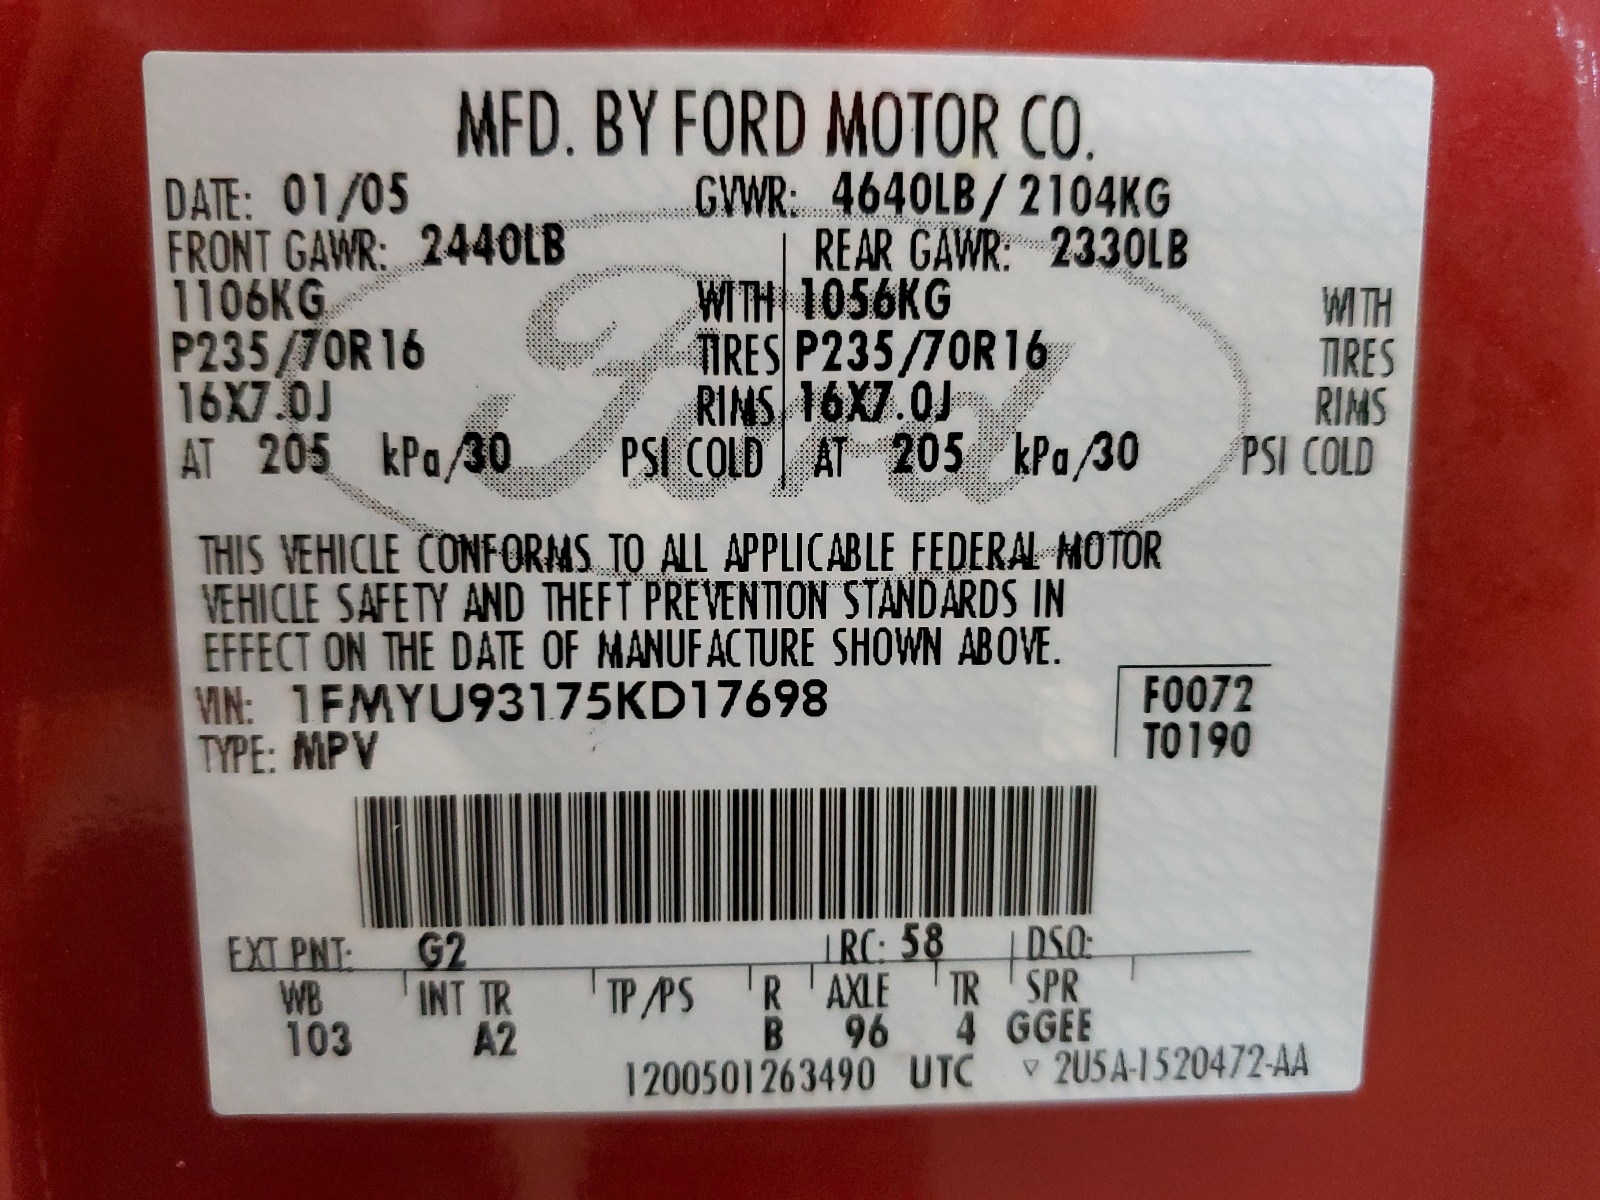 MFD. BY FORD MOTOR CO.
DATE: 01/05 GVWR: 4640LB / 2104KG
FRONT GAWR: 2440LB REAR GAWR: 2330LB
1106KG WITH 1056KG WITH
P235/70R16 TIRES P235/70R16 TIRES
16X7.0J RIMS 16X7.0J RIMS
AT 205 kPa/30 PSI COLD AT 205 kPa/30 PSI COLD
Ford
THIS VEHICLE CONFORMS TO ALL APPLICABLE FEDERAL MOTOR
VEHICLE SAFETY AND THEFT PREVENTION STANDARDS IN
EFFECT ON THE DATE OF MANUFACTURE SHOWN ABOVE.
VIN: 1FMYU93175KD17698 F0072
TYPE: MPV T0190
EXT PNT: G2 RC: 58 DSO:
WB INT TR TP/PS R AXLE TR SPR
103 A2 B 96 4 GGEE
1200501263490 UTC ▽ 2U5A-1520472-AA